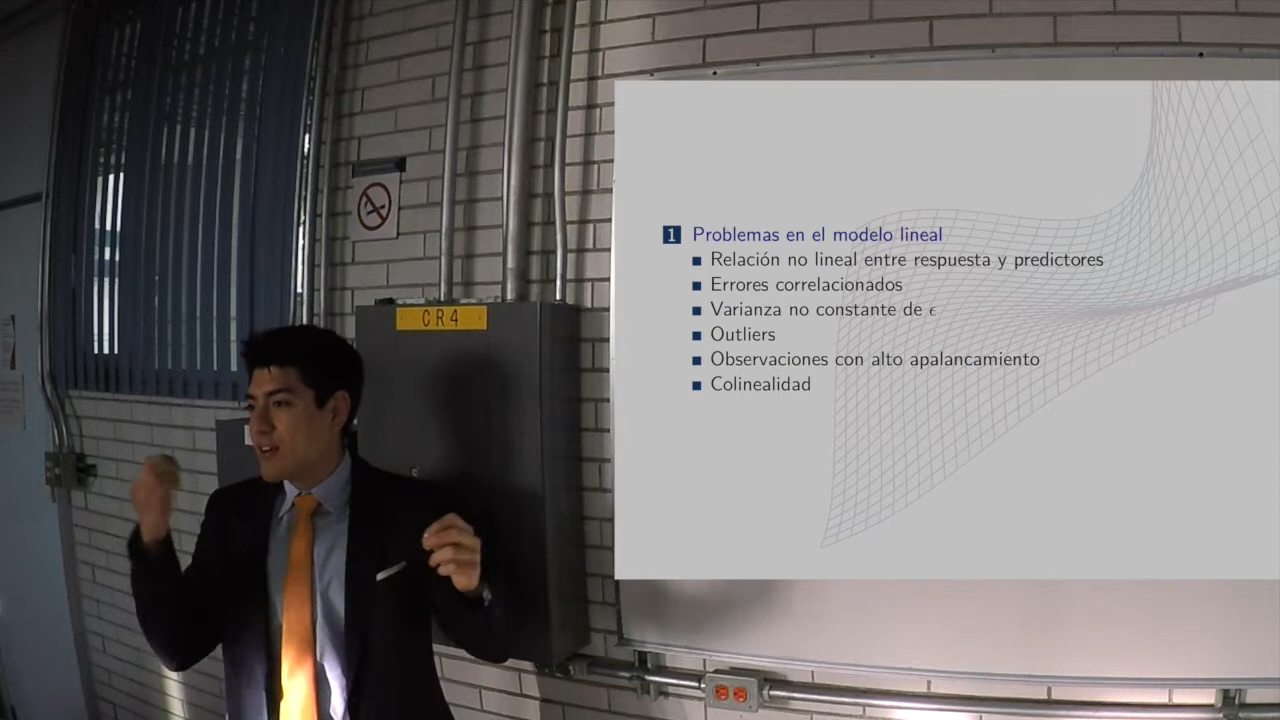 CR4
1 Problemas en el modelo lineal
Relación no lineal entre respuesta y predictores
Errores correlacionados
Varianza no constante de ϵ
Outliers
Observaciones con alto apalancamiento
Colinealidad